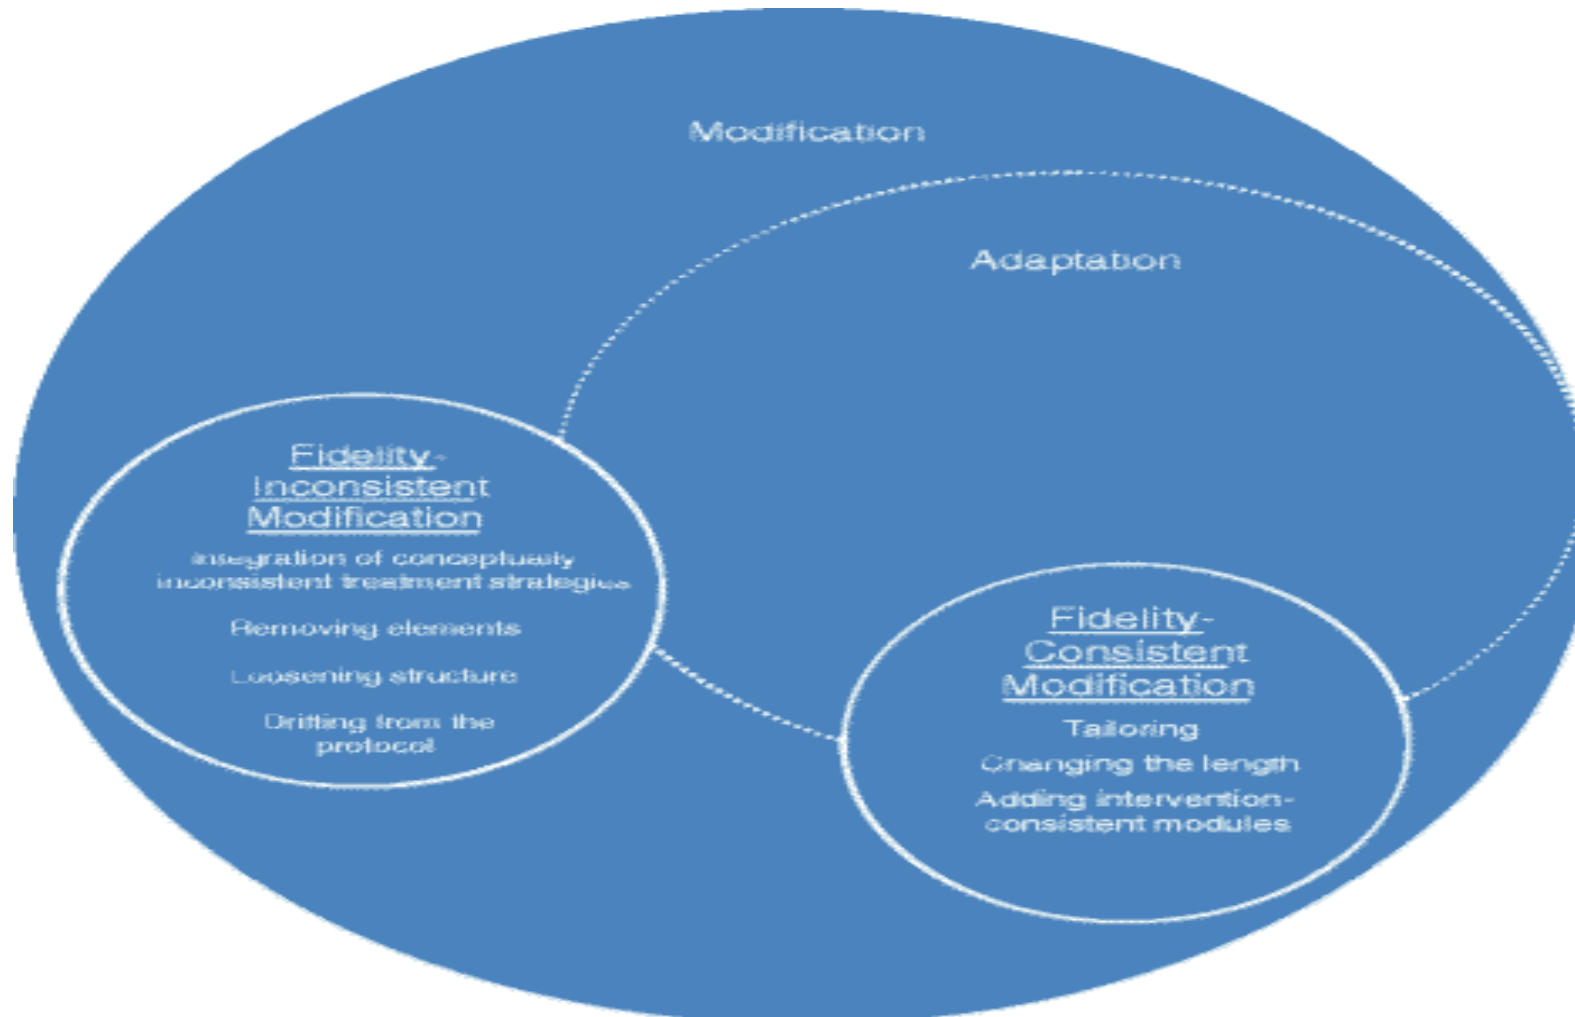 Modification
Adaptation
Fidelity-
Inconsistent
Modification
Integration of conceptually
inconsistent treatment strategies
Removing elements
Loosening structure
Drifting from the
protocol
Fidelity-
Consistent
Modification
Tailoring
Changing the length
Adding intervention-
consistent modules